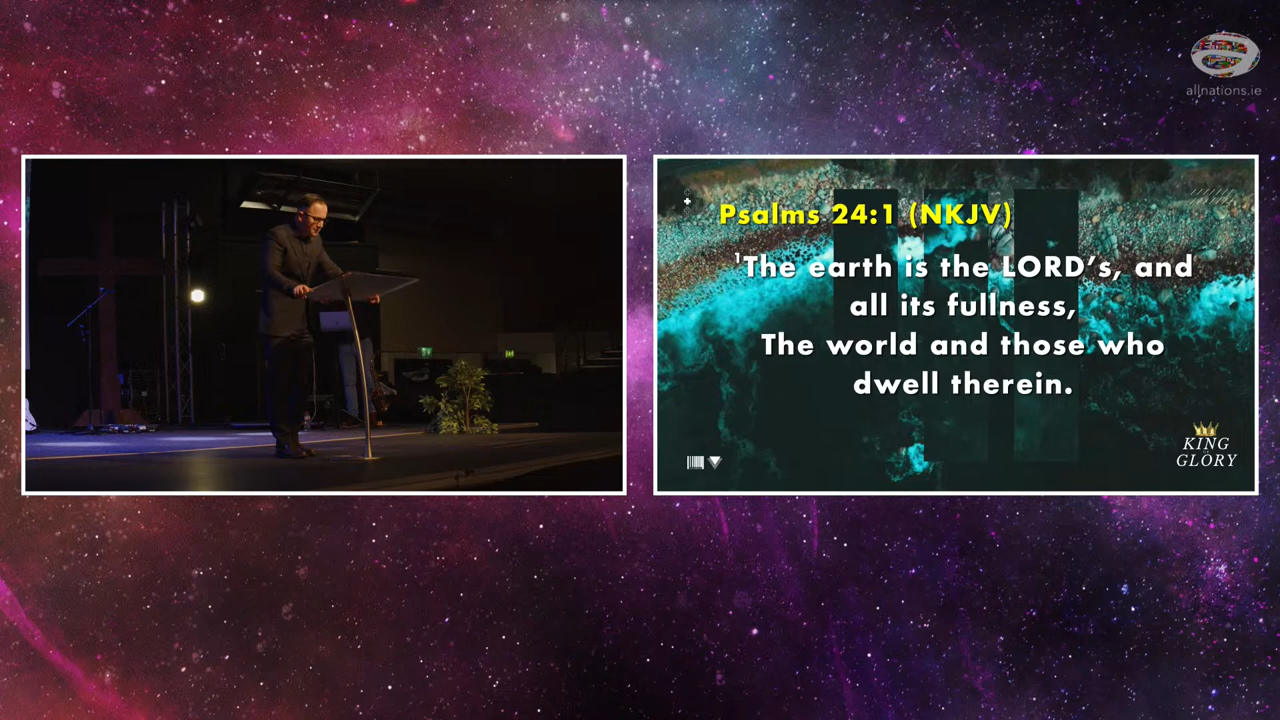 allnations.ie
Psalms 24:1 (NKJV)
¹The earth is the LORD’s, and
all its fullness,
The world and those who
dwell therein.
KING
GLORY